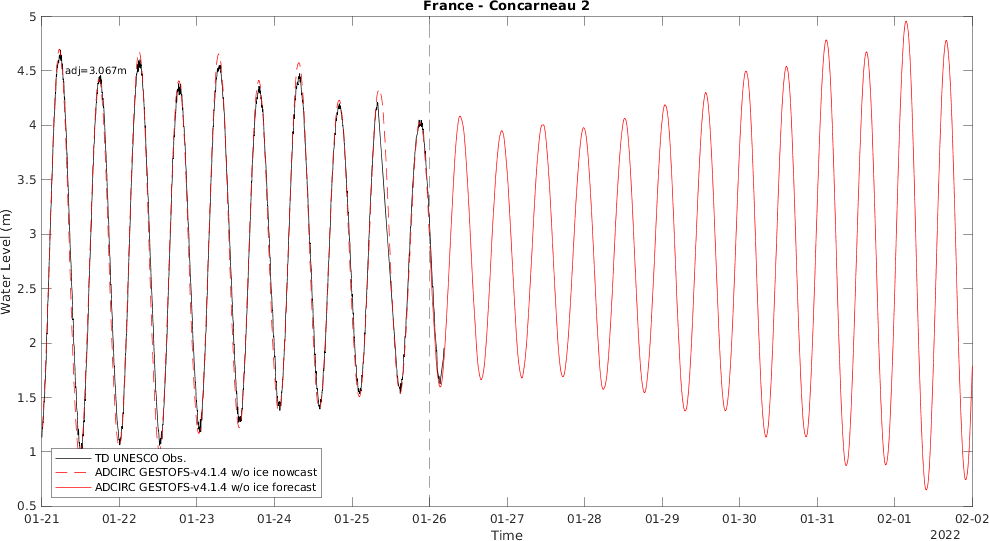 France - Concarneau 2
adj=3.067m
Water Level (m)
5
4.5
4
3.5
3
2.5
2
1.5
1
0.5
TD UNESCO Obs.
ADCIRC GESTOFS-v4.1.4 w/o ice nowcast
ADCIRC GESTOFS-v4.1.4 w/o ice forecast
01-21 01-22 01-23 01-24 01-25 01-26 01-27 01-28 01-29 01-30 01-31 02-01 02-02
Time
2022